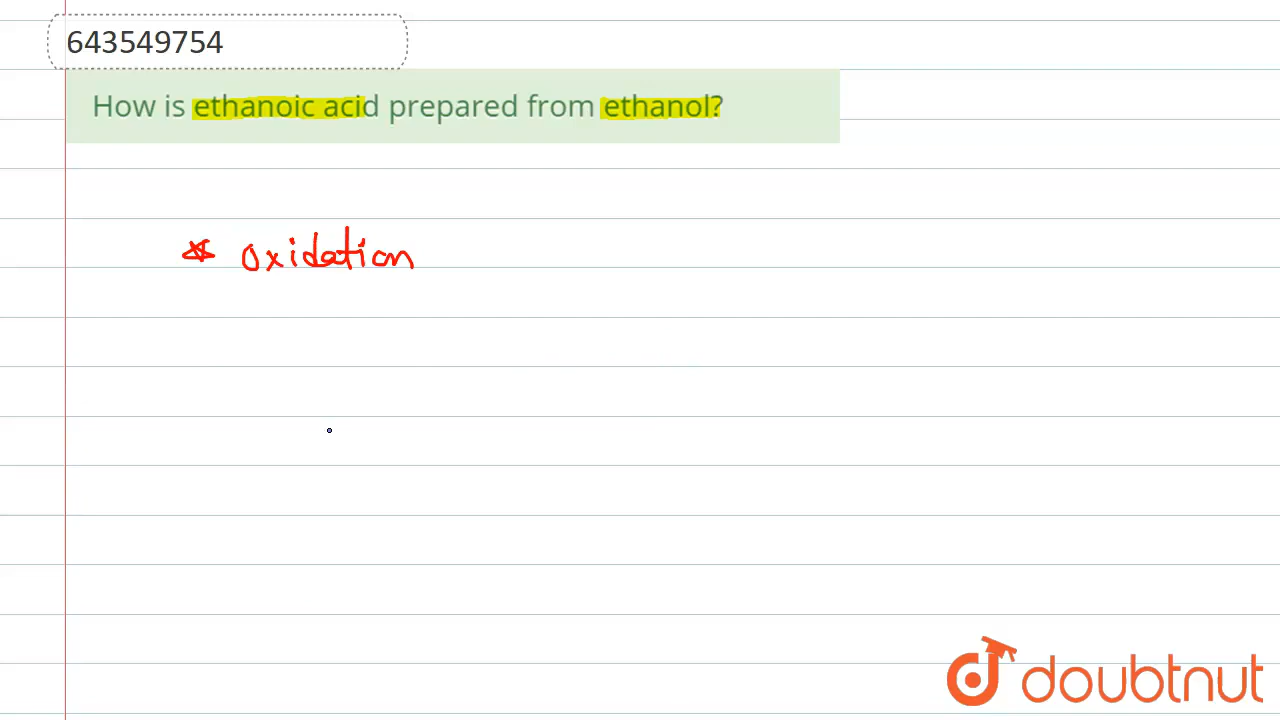 643549754
How is ethanoic acid prepared from ethanol?
* oxidation
doubtnut